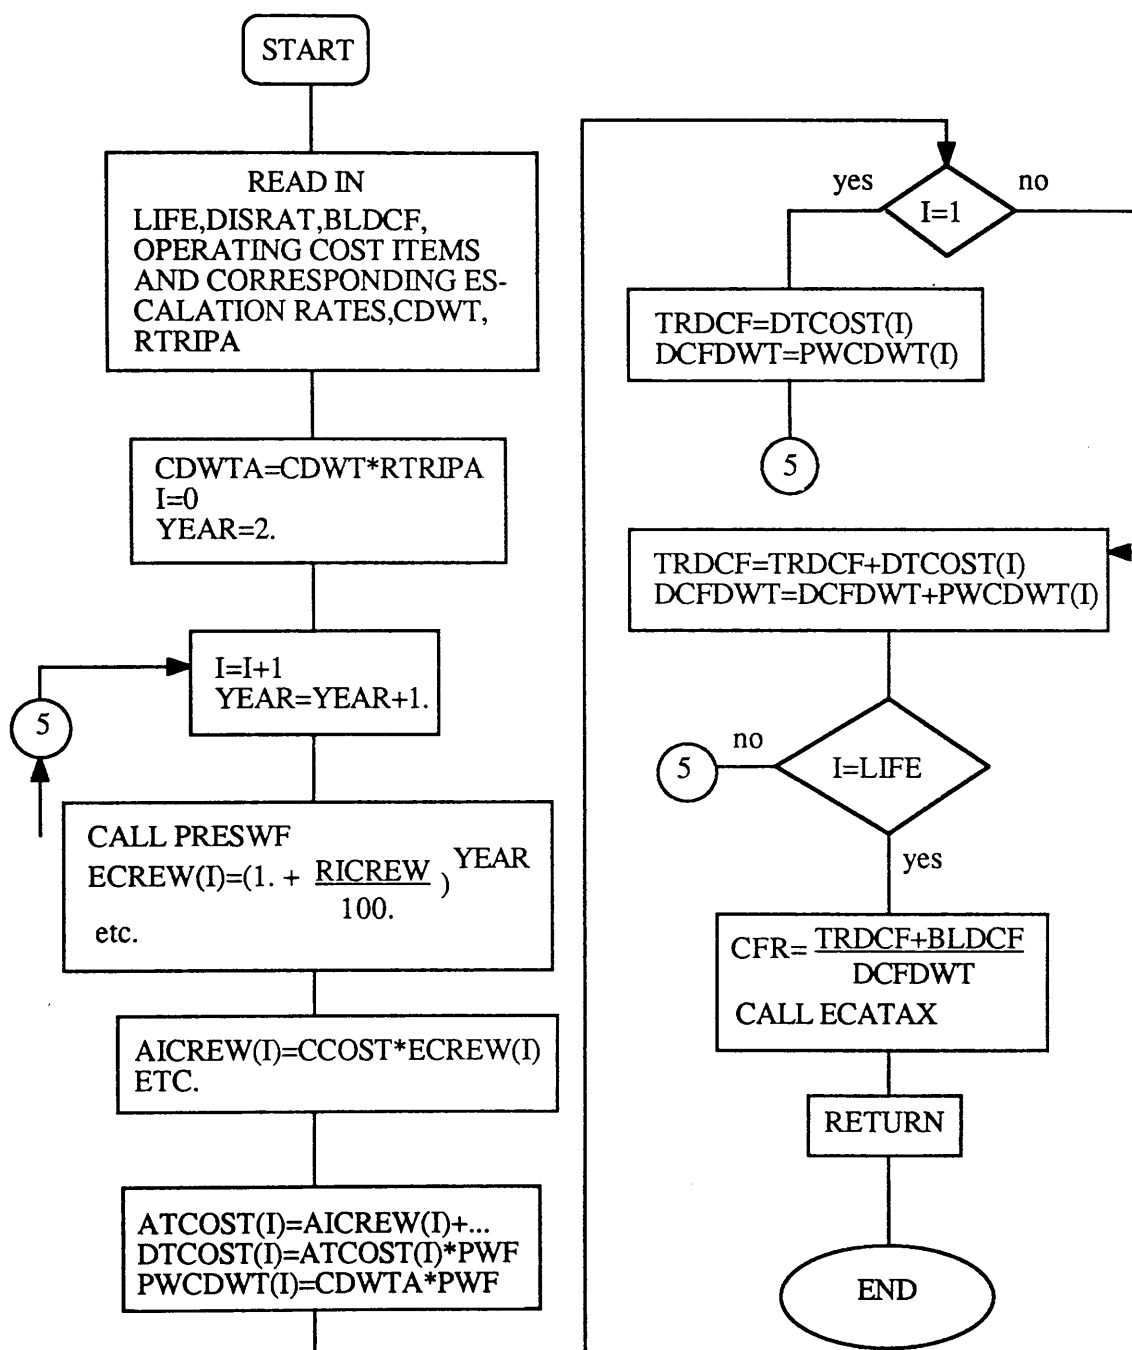 START
READ IN
LIFE,DISRAT,BLDCF,
OPERATING COST ITEMS
AND CORRESPONDING ES-
CALATION RATES,CDWT,
RTRIPA
CDWTA=CDWT*RTRIPA
I=0
YEAR=2.
I=I+1
YEAR=YEAR+1.
5
CALL PRESWF
ECREW(I)=(1. + RICREW
100.
) YEAR
etc.
AICREW(I)=CCOST*ECREW(I)
ETC.
ATCOST(I)=AICREW(I)+...
DTCOST(I)=ATCOST(I)*PWF
PWCDWT(I)=CDWTA*PWF
yes
I=1
no
TRDCF=DTCOST(I)
DCFDWT=PWCDWT(I)
5
TRDCF=TRDCF+DTCOST(I)
DCFDWT=DCFDWT+PWCDWT(I)
5
no
I=LIFE
yes
CFR= TRDCF+BLDCF
DCFDWT
CALL ECATAX
RETURN
END